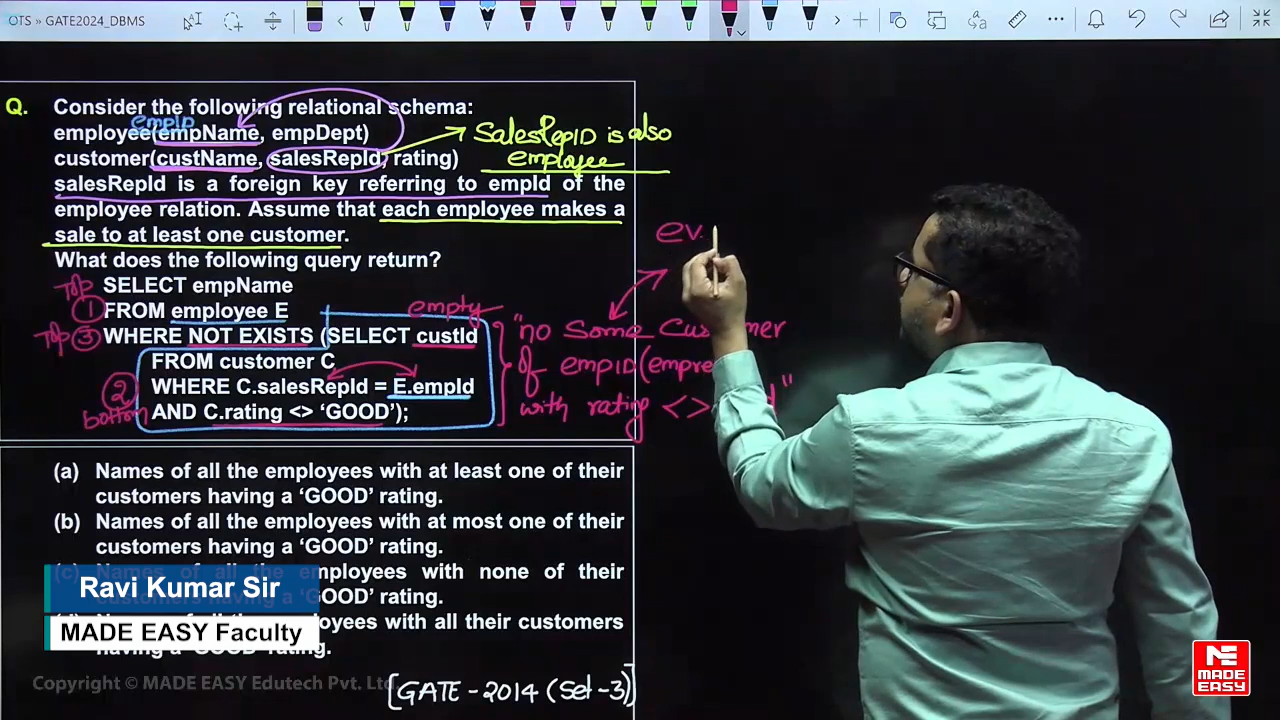 OTS » GATE2024_DBMS
Q. Consider the following relational schema:
empID
employee(empName, empDept)
SalesRepID is also
employee
customer(custName, salesRepId, rating)
salesRepId is a foreign key referring to empId of the
employee relation. Assume that each employee makes a
sale to at least one customer.
ev.
What does the following query return?
Top
SELECT empName
① FROM employee E
empty
Top ③ WHERE NOT EXISTS (SELECT custId
"no Some Customer
FROM customer C
of empID(empre
② WHERE C.salesRepId = E.empId
bottom AND C.rating <> 'GOOD');
with rating <> "
(a) Names of all the employees with at least one of their
customers having a 'GOOD' rating.
(b) Names of all the employees with at most one of their
customers having a 'GOOD' rating.
(c) Names of all the employees with none of their
customers having a 'GOOD' rating.
employees with all their customers
having a 'GOOD' rating.
Ravi Kumar Sir
MADE EASY Faculty
Copyright © MADE EASY Edutech Pvt. Ltd
[GATE - 2014 (Set - 3)]
ME
MADE
EASY